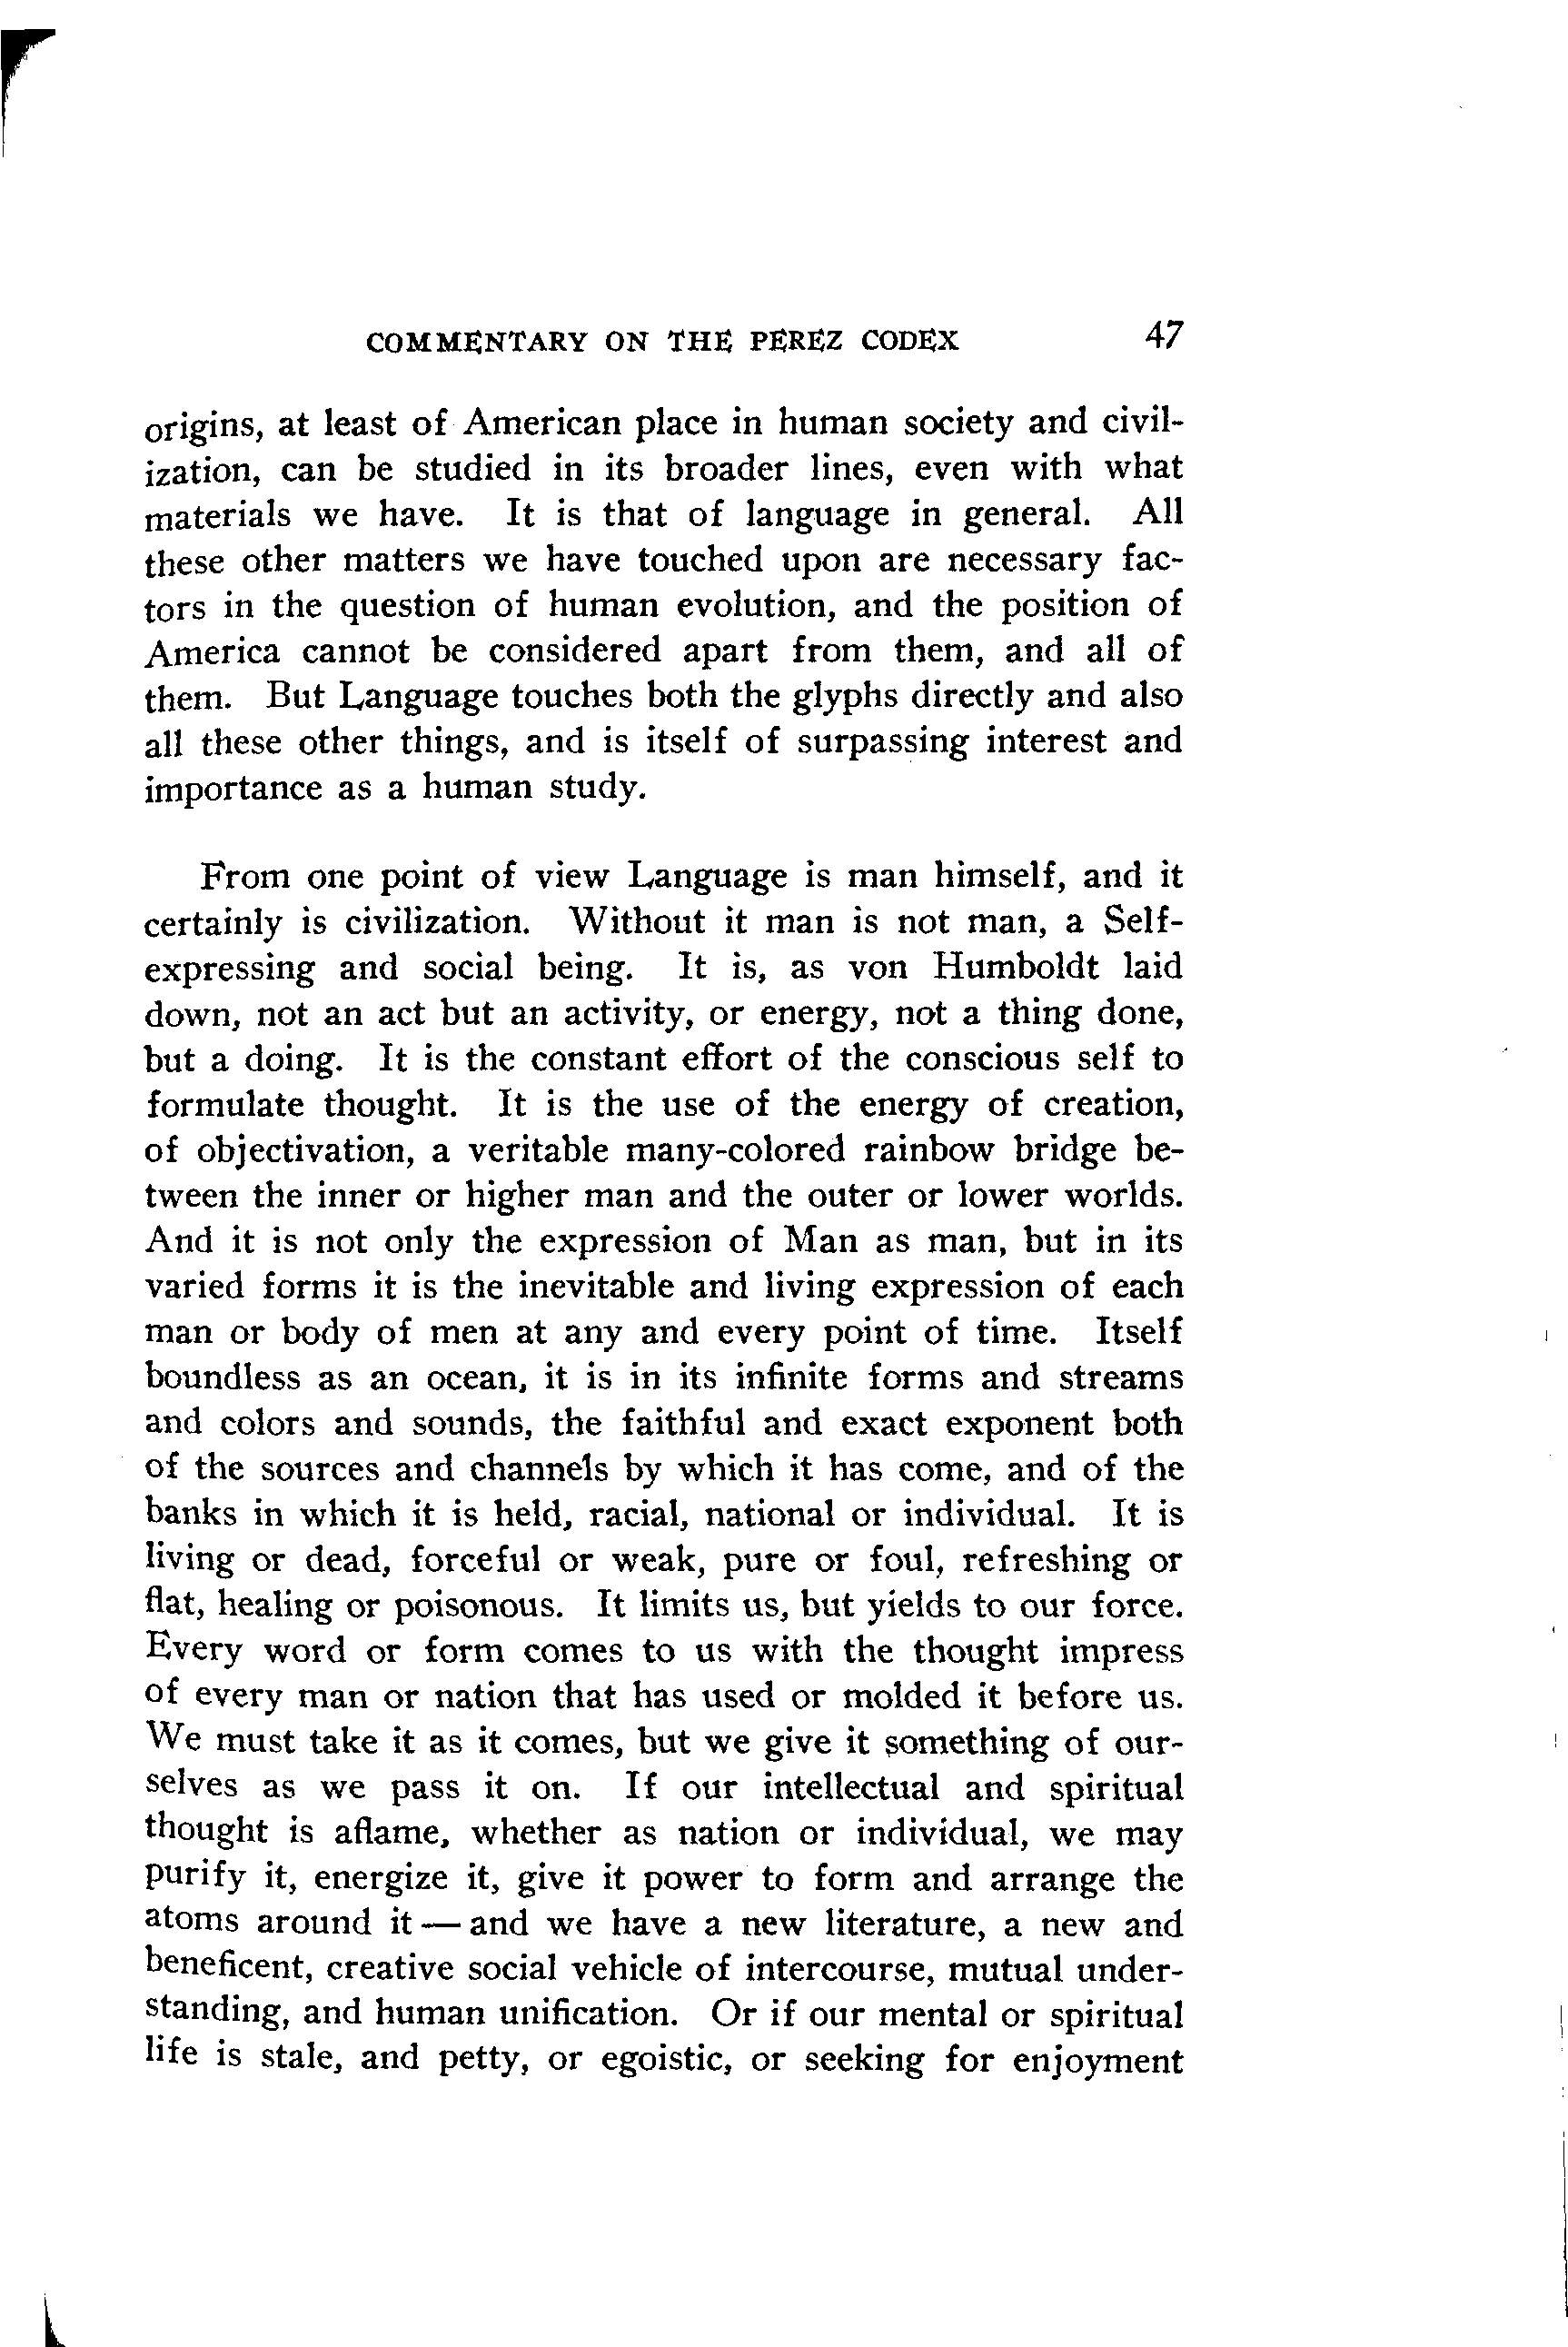 COMMENTARY ON THE PEREZ CODEX 47
origins, at least of American place in human society and civil-
ization, can be studied in its broader lines, even with what
materials we have. It is that of language in general. All
these other matters we have touched upon are necessary fac-
tors in the question of human evolution, and the position of
America cannot be considered apart from them, and all of
them. But Language touches both the glyphs directly and also
all these other things, and is itself of surpassing interest and
importance as a human study.
From one point of view Language is man himself, and it
certainly is civilization. Without it man is not man, a Self-
expressing and social being. It is, as von Humboldt laid
down, not an act but an activity, or energy, not a thing done,
but a doing. It is the constant effort of the conscious self to
formulate thought. It is the use of the energy of creation,
of objectivation, a veritable many-colored rainbow bridge be-
tween the inner or higher man and the outer or lower worlds.
And it is not only the expression of Man as man, but in its
varied forms it is the inevitable and living expression of each
man or body of men at any and every point of time. Itself
boundless as an ocean, it is in its infinite forms and streams
and colors and sounds, the faithful and exact exponent both
of the sources and channels by which it has come, and of the
banks in which it is held, racial, national or individual. It is
living or dead, forceful or weak, pure or foul, refreshing or
flat, healing or poisonous. It limits us, but yields to our force.
Every word or form comes to us with the thought impress
of every man or nation that has used or molded it before us.
We must take it as it comes, but we give it something of our-
selves as we pass it on. If our intellectual and spiritual
thought is aflame, whether as nation or individual, we may
purify it, energize it, give it power to form and arrange the
atoms around it — and we have a new literature, a new and
beneficent, creative social vehicle of intercourse, mutual under-
standing, and human unification. Or if our mental or spiritual
life is stale, and petty, or egoistic, or seeking for enjoyment